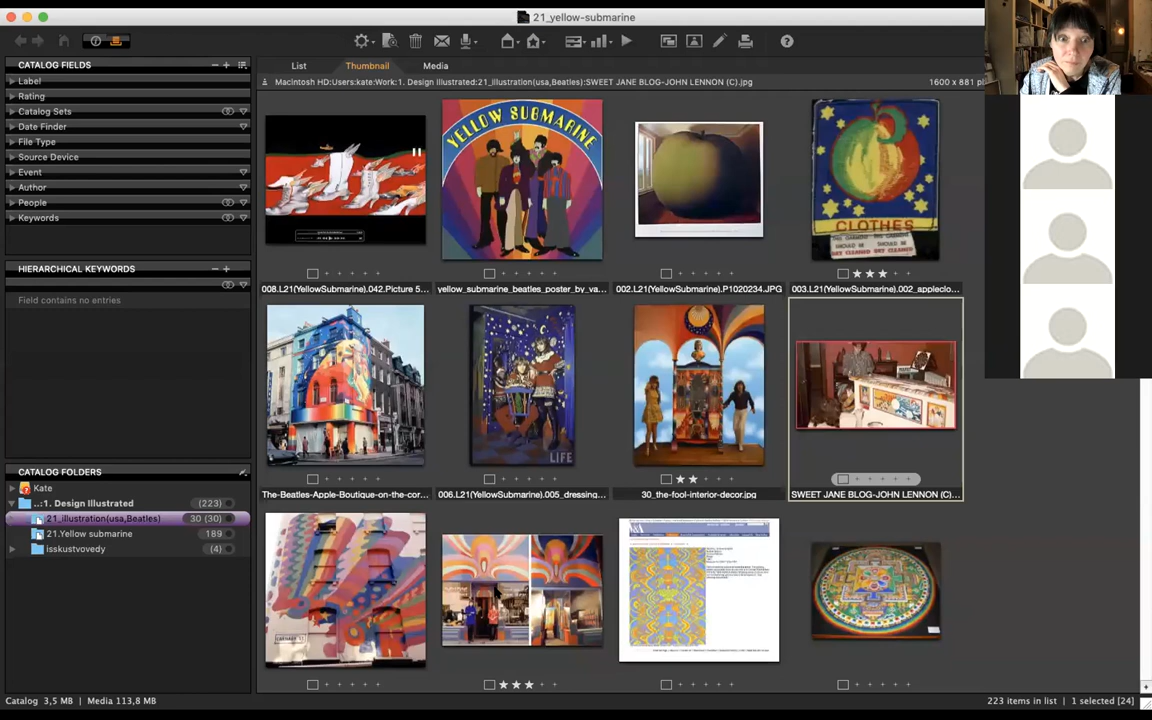 21_yellow-submarine
CATALOG FIELDS
List
Thumbnail
Media
Label
Macintosh HD:Users:kate:Work:1. Design Illustrated:21_illustration(usa,Beatles):SWEET JANE BLOG-JOHN LENNON (C).jpg
1600 x 881
Rating
Catalog Sets
Date Finder
File Type
Source Device
Event
Author
People
Keywords
YELLOW SUBMARINE
CLOTHES
THIS GARMENT
SHOULD BE
DRY CLEANED
HIERARCHICAL KEYWORDS
Field contains no entries
008.L21(YellowSubmarine).042.Picture 5...
yellow_submarine_beatles_poster_by_va...
002.L21(YellowSubmarine).P1020234.JPG
003.L21(YellowSubmarine).002_appleclo...
LIFE
CATALOG FOLDERS
Kate
..:1. Design Illustrated (223)
21_illustration(usa,Beatles) 30 (30)
21.Yellow submarine 189
isskustvovedy (4)
The-Beatles-Apple-Boutique-on-the-cor...
006.L21(YellowSubmarine).005_dressing...
30_the-fool-interior-decor.jpg
SWEET JANE BLOG-JOHN LENNON (C)...
V&A
Catalog 3,5 MB | Media 113,8 MB
223 items in list | 1 selected [24]